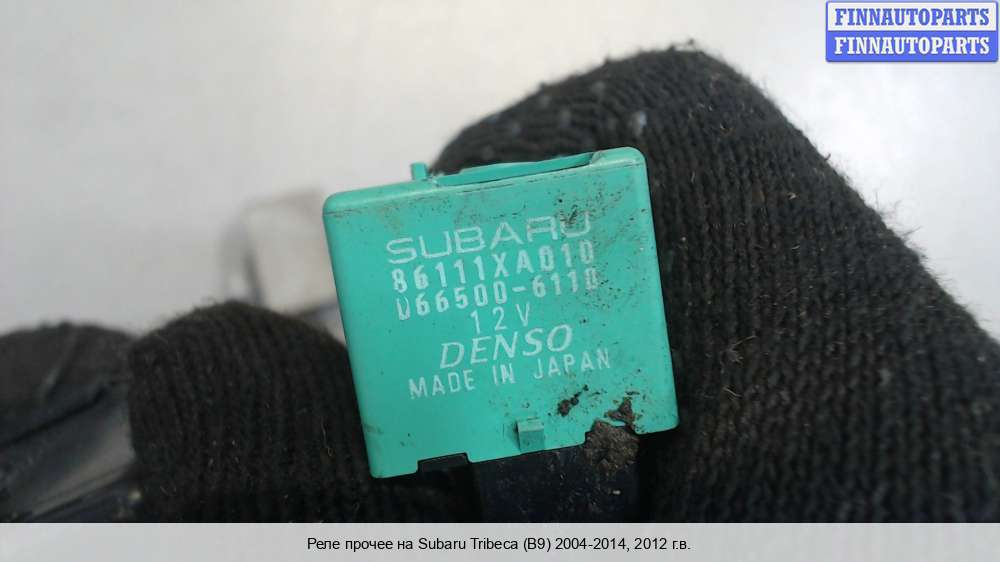 FINNAUTOPARTS
FINNAUTOPARTS
SUBARU
86111XA010
066500-6110
12V
DENSO
MADE IN JAPAN
Реле прочее на Subaru Tribeca (B9) 2004-2014, 2012 г.в.